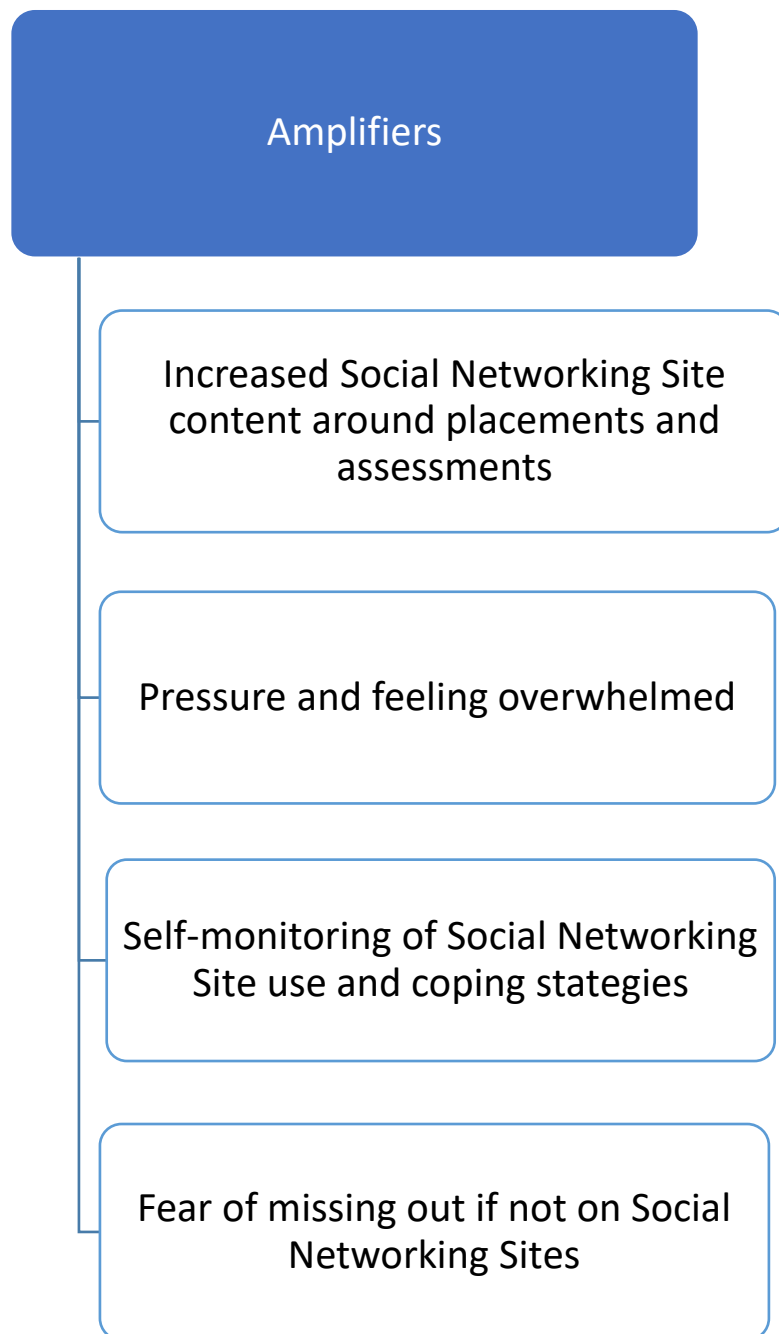 Amplifiers
Increased Social Networking Site
content around placements and
assessments
Pressure and feeling overwhelmed
Self-monitoring of Social Networking
Site use and coping stategies
Fear of missing out if not on Social
Networking Sites